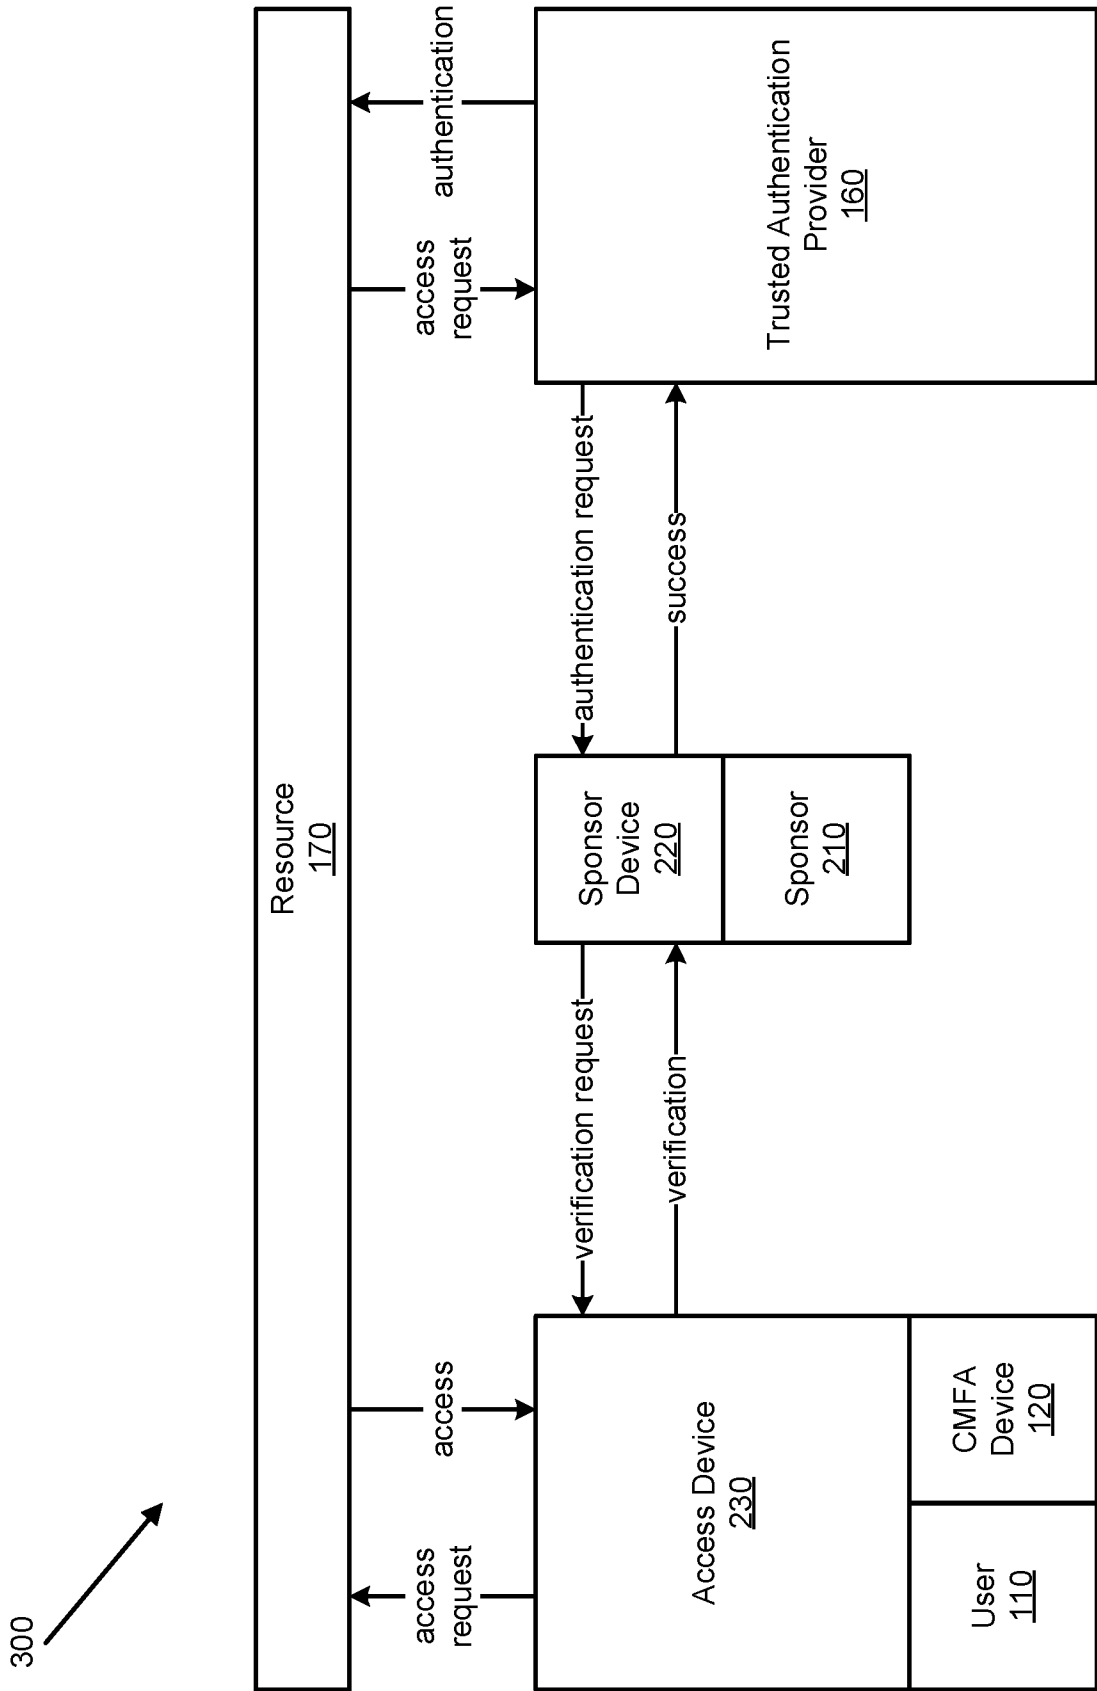 300
Resource
170
access
request
access
access
request
authentication
Access Device
230
User
110
CMFA
Device
120
verification request
verification
Sponsor
Device
220
Sponsor
210
authentication request
success
Trusted Authentication
Provider
160